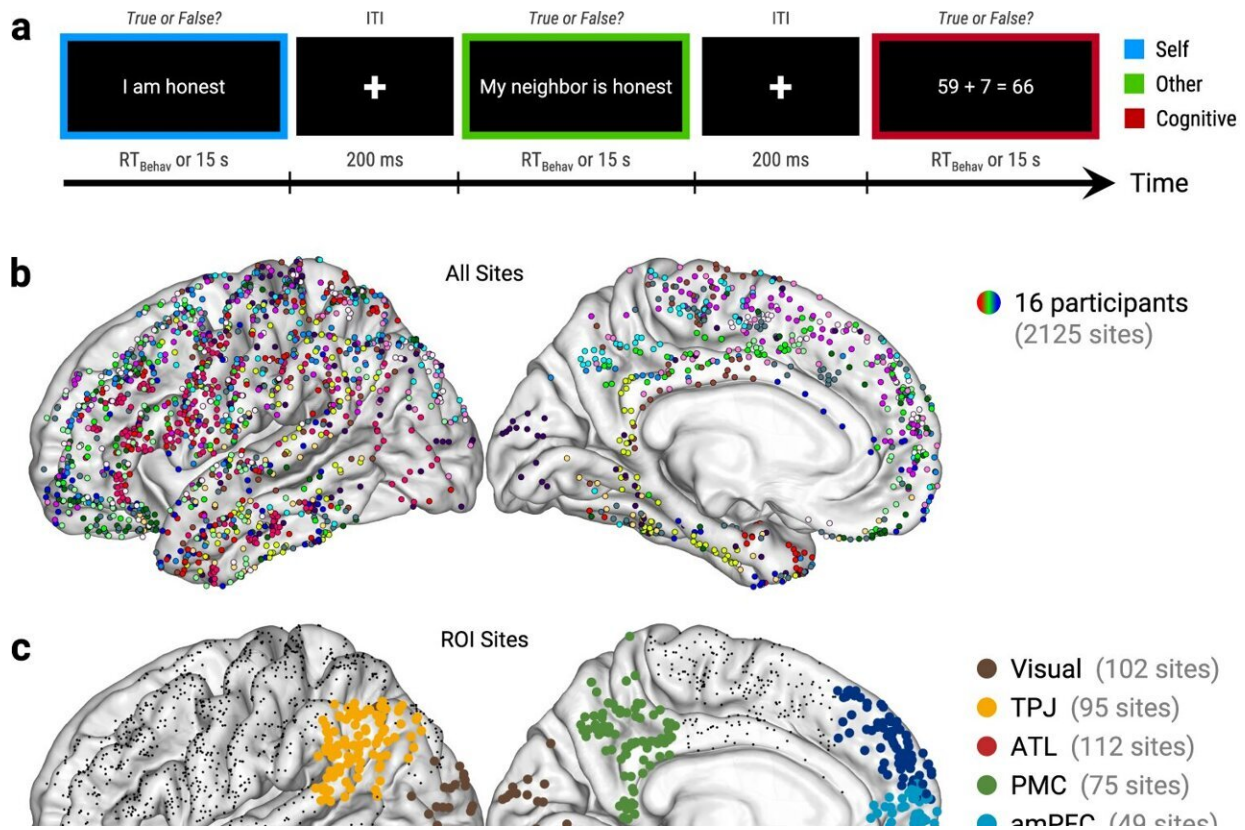 a
True or False?
ITI
True or False?
ITI
True or False?
I am honest
+
My neighbor is honest
+
59 + 7 = 66
Self
Other
Cognitive
RTBehav or 15 s
200 ms
RTBehav or 15 s
200 ms
RTBehav or 15 s
Time
b
All Sites
16 participants
(2125 sites)
c
ROI Sites
Visual (102 sites)
TPJ (95 sites)
ATL (112 sites)
PMC (75 sites)
amPFC (49 sites)